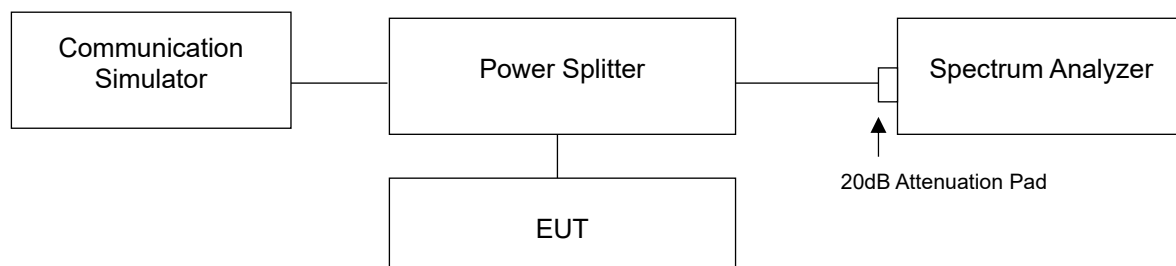 Communication
Simulator
Power Splitter
Spectrum Analyzer
20dB Attenuation Pad
EUT